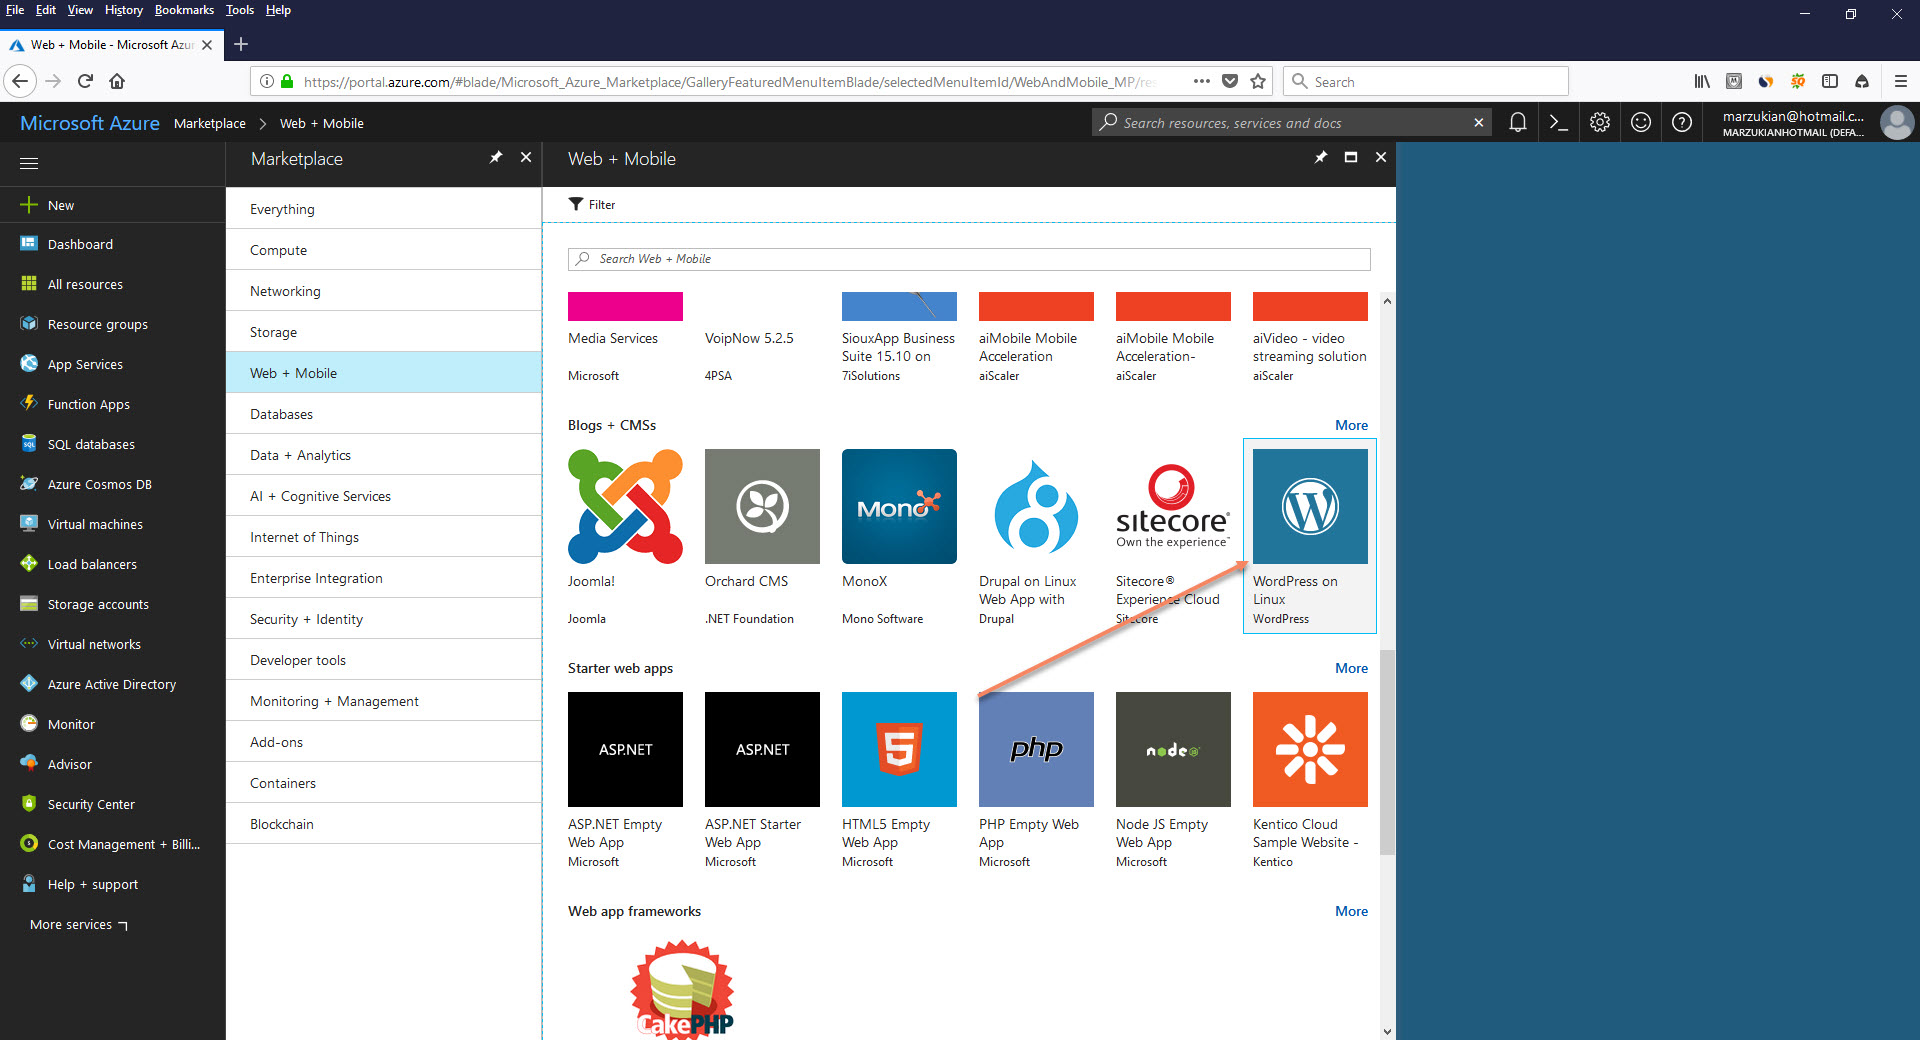 File Edit View History Bookmarks Tools Help
Web + Mobile - Microsoft Azur
https://portal.azure.com/#blade/Microsoft_Azure_Marketplace/GalleryFeaturedMenuItemBlade/selectedMenuItemId/WebAndMobile_MP/res
Search
Microsoft Azure
Marketplace
Web + Mobile
Search resources, services and docs
marzukian@hotmail.c...
MARZUKIANHOTMAIL (DEFA...
New
Dashboard
All resources
Resource groups
App Services
Function Apps
SQL databases
Azure Cosmos DB
Virtual machines
Load balancers
Storage accounts
Virtual networks
Azure Active Directory
Monitor
Advisor
Security Center
Cost Management + Billi...
Help + support
More services
Marketplace
Everything
Compute
Networking
Storage
Web + Mobile
Databases
Data + Analytics
AI + Cognitive Services
Internet of Things
Enterprise Integration
Security + Identity
Developer tools
Monitoring + Management
Add-ons
Containers
Blockchain
Web + Mobile
Filter
Search Web + Mobile
Media Services
Microsoft
VoipNow 5.2.5
4PSA
SiouxApp Business
Suite 15.10 on
7iSolutions
aiMobile Mobile
Acceleration
aiScaler
aiMobile Mobile
Acceleration-
aiScaler
aiVideo - video
streaming solution
aiScaler
Blogs + CMSs
More
Joomla!
Joomla
Orchard CMS
.NET Foundation
Mono
MonoX
Mono Software
Drupal on Linux
Web App with
Drupal
sitecore
Own the experience™
Sitecore®
Experience Cloud
Sitecore
WordPress on
Linux
WordPress
Starter web apps
More
ASP.NET
ASP.NET Empty
Web App
Microsoft
ASP.NET
ASP.NET Starter
Web App
Microsoft
5
HTML5 Empty
Web App
Microsoft
php
PHP Empty Web
App
Microsoft
node
Node JS Empty
Web App
Microsoft
Kentico Cloud
Sample Website -
Kentico
Web app frameworks
More
CakePHP